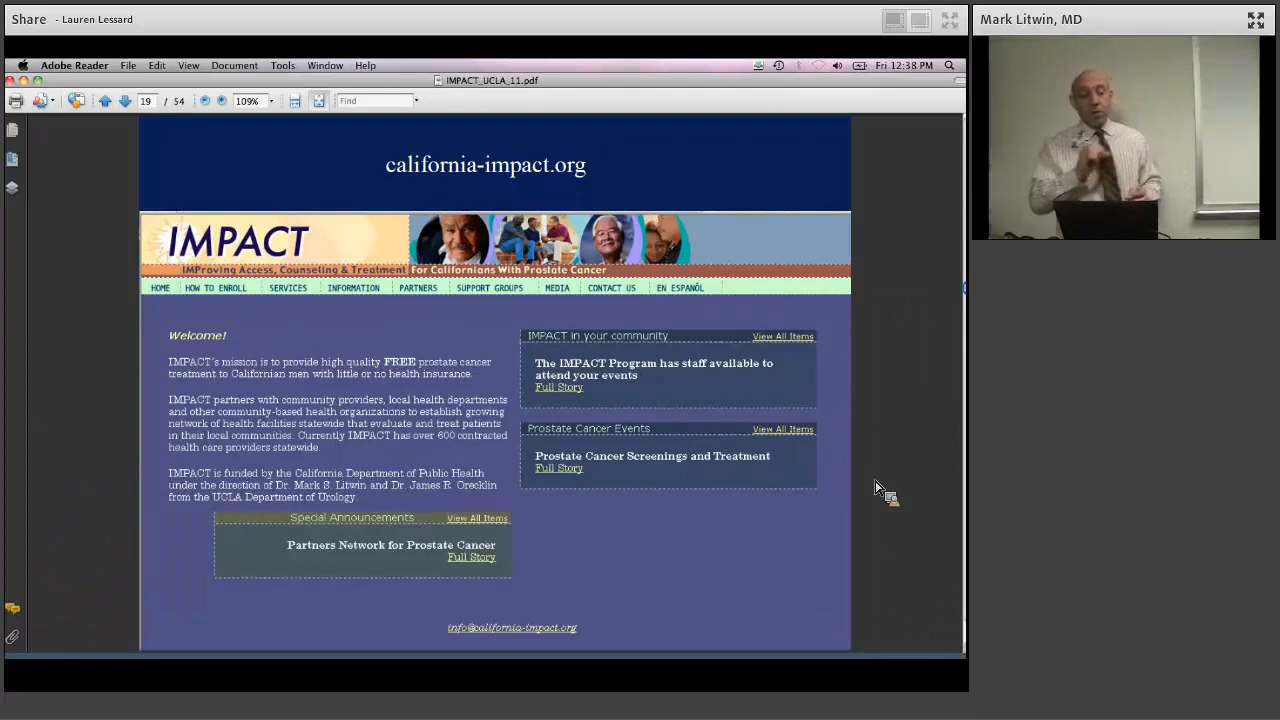 Share - Lauren Lessard
Mark Litwin, MD
Adobe Reader File Edit View Document Tools Window Help
Fri 12:38 PM
IMPACT_UCLA_11.pdf
19 / 54
109%
Find
california-impact.org
IMPACT
IMProving Access, Counseling & Treatment For Californians With Prostate Cancer
HOME HOW TO ENROLL SERVICES INFORMATION PARTNERS SUPPORT GROUPS MEDIA CONTACT US EN ESPAÑOL
Welcome!
IMPACT's mission is to provide high quality FREE prostate cancer
treatment to Californian men with little or no health insurance.
IMPACT partners with community providers, local health departments
and other community-based health organizations to establish growing
network of health facilities statewide that evaluate and treat patients
in their local communities. Currently IMPACT has over 600 contracted
health care providers statewide.
IMPACT is funded by the California Department of Public Health
under the direction of Dr. Mark S. Litwin and Dr. James R. Orecklin
from the UCLA Department of Urology.
Special Announcements View All Items
Partners Network for Prostate Cancer
Full Story
IMPACT in your community View All Items
The IMPACT Program has staff available to
attend your events
Full Story
Prostate Cancer Events View All Items
Prostate Cancer Screenings and Treatment
Full Story
info@california-impact.org